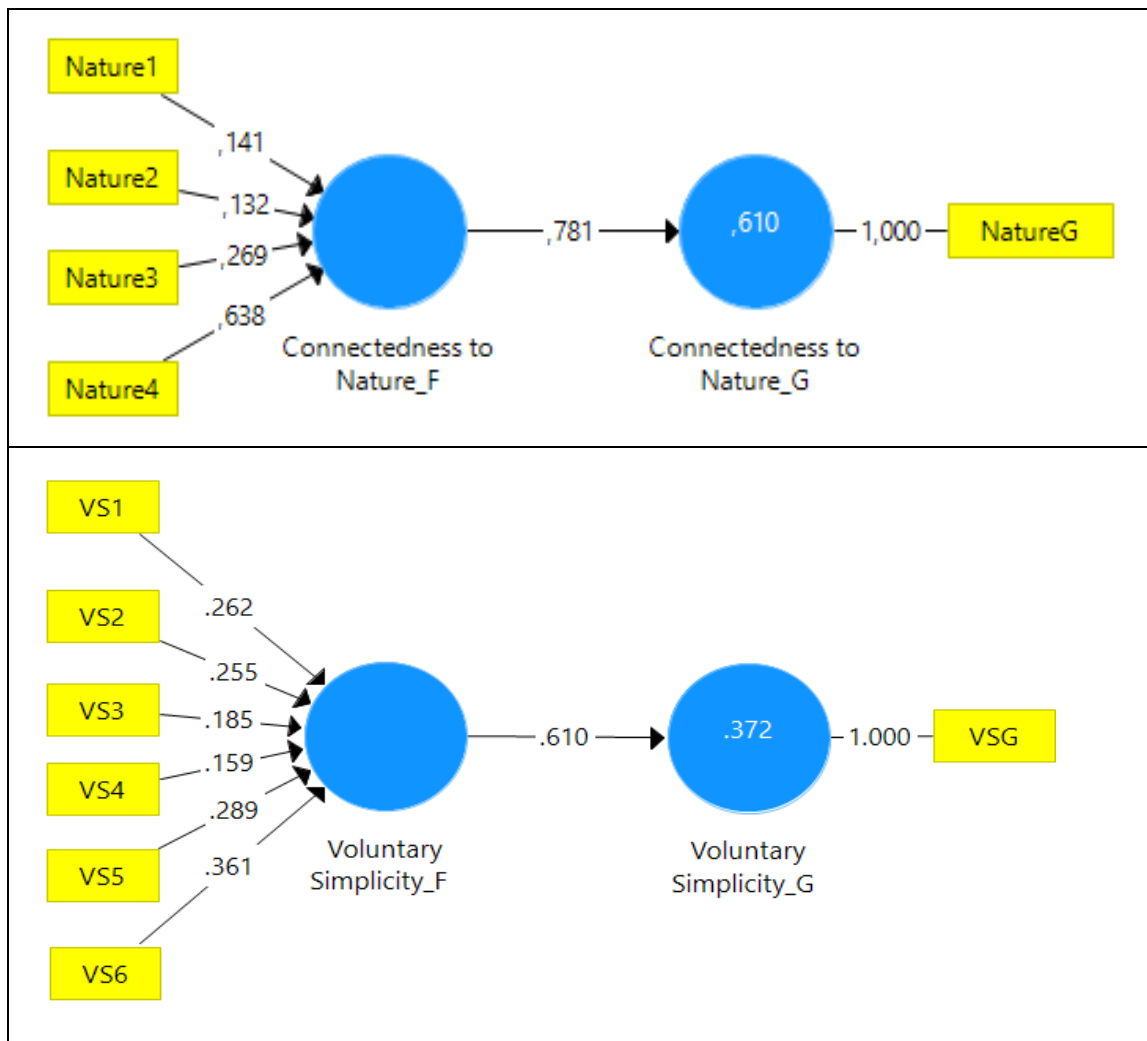 Nature1
,141
Nature2
,132
,269
Nature3
,638
Nature4
,781
,610
1,000
NatureG
Connectedness to
Nature_F
Connectedness to
Nature_G
VS1
.262
VS2
.255
VS3
.185
VS4
.159
.289
VS5
.361
VS6
.610
.372
1.000
VSG
Voluntary
Simplicity_F
Voluntary
Simplicity_G